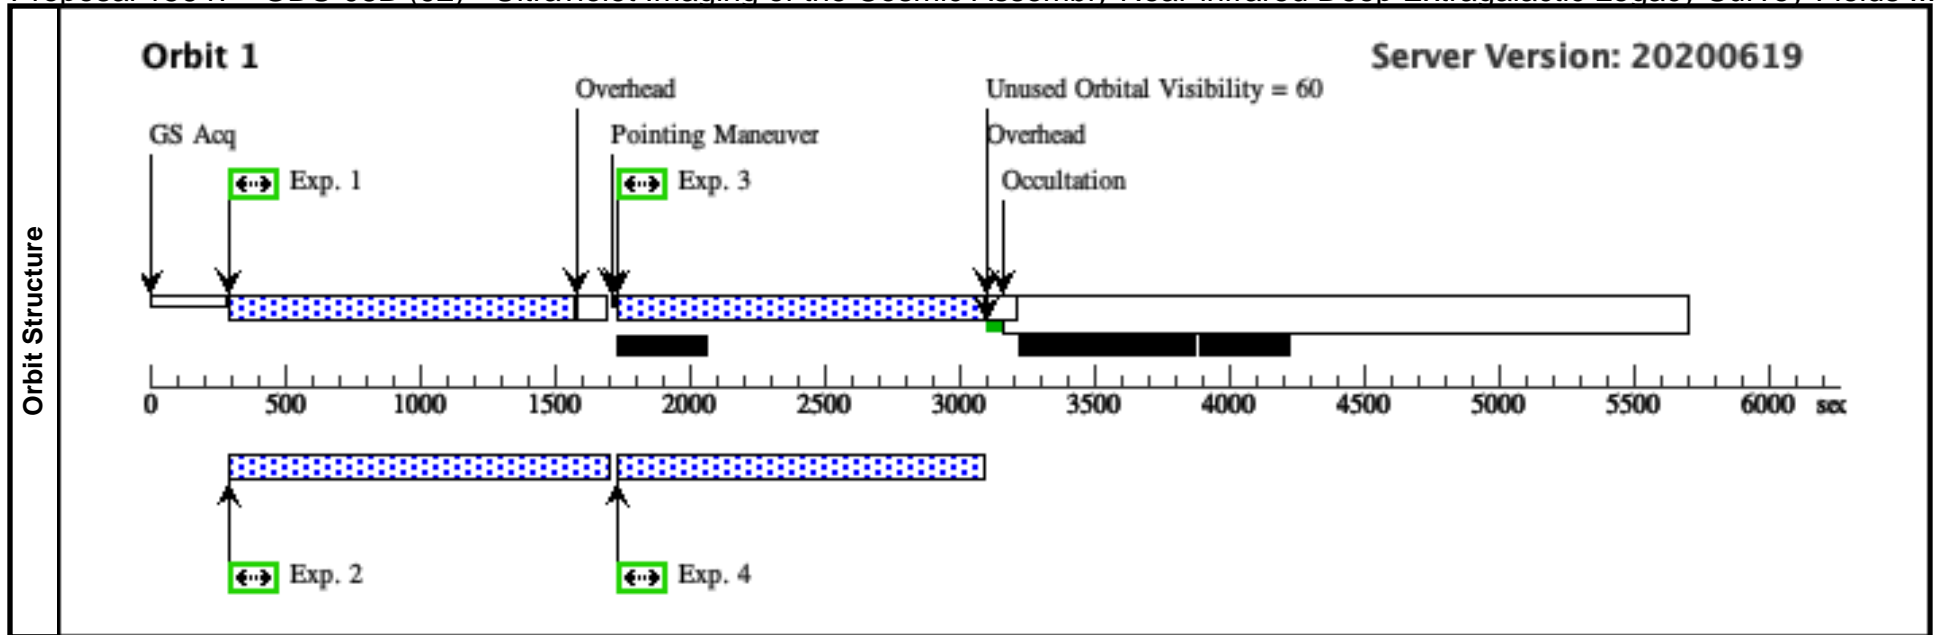 Orbit 1
Server Version: 20200619
Overhead
Unused Orbital Visibility = 60
GS Acq
Pointing Maneuver
Overhead
Exp. 1
Exp. 3
Occultation
Orbit Structure
0 500 1000 1500 2000 2500 3000 3500 4000 4500 5000 5500 6000 sec
Exp. 2
Exp. 4